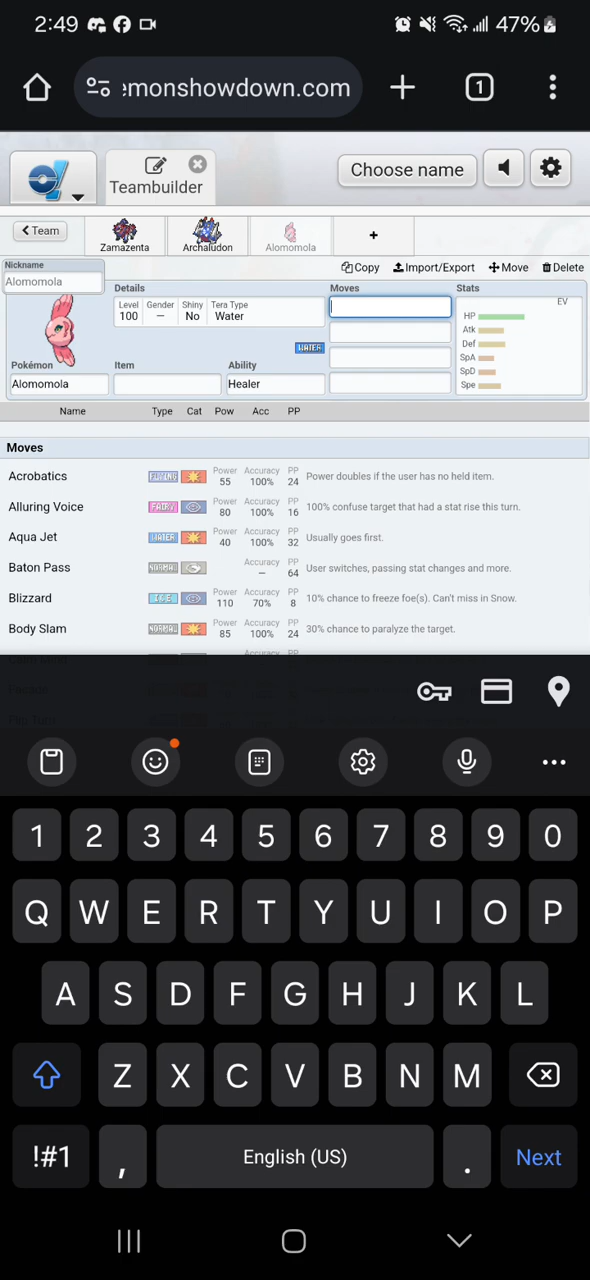 2:49 47%
:emonshowdown.com 1
Teambuilder Choose name
Team Zamazenta Archaludon Alomomola +
Copy Import/Export Move Delete
Nickname
Alomomola
Details Moves Stats
Level Gender Shiny Tera Type EV
100 — No Water
HP
Atk
Def
SpA
SpD
Spe
WATER
Pokémon Item Ability
Alomomola Healer
Name Type Cat Pow Acc PP
Moves
Acrobatics FLYING Power 55 Accuracy 100% PP 24 Power doubles if the user has no held item.
Alluring Voice FAIRY Power 80 Accuracy 100% PP 16 100% confuse target that had a stat rise this turn.
Aqua Jet WATER Power 40 Accuracy 100% PP 32 Usually goes first.
Baton Pass NORMAL Accuracy — PP 64 User switches, passing stat changes and more.
Blizzard ICE Power 110 Accuracy 70% PP 8 10% chance to freeze foe(s). Can't miss in Snow.
Body Slam NORMAL Power 85 Accuracy 100% PP 24 30% chance to paralyze the target.
1 2 3 4 5 6 7 8 9 0
Q W E R T Y U I O P
A S D F G H J K L
Z X C V B N M
!#1 , English (US) . Next